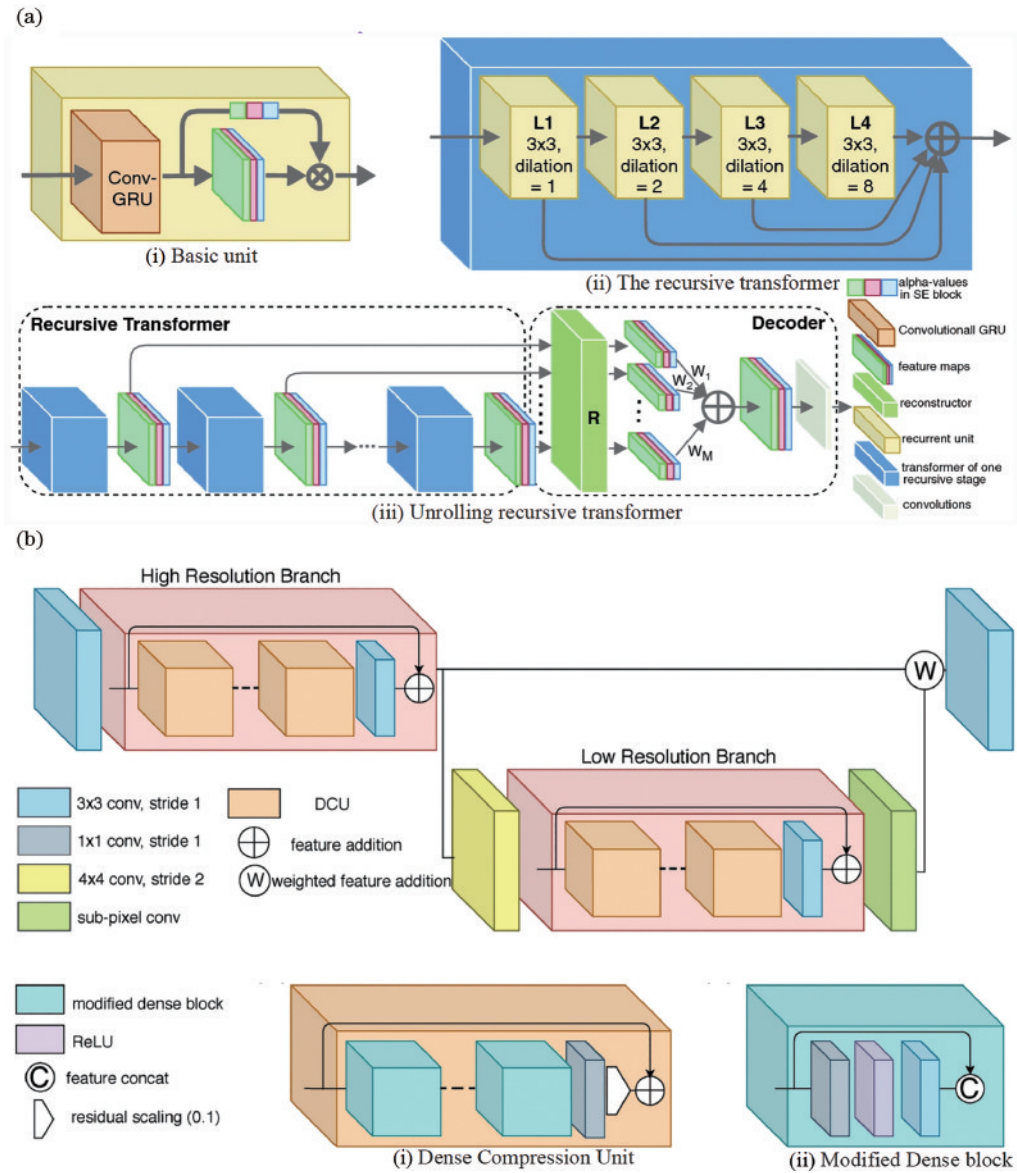 (a)
Conv-
GRU
(i) Basic unit
L1
3x3,
dilation
= 1
L2
3x3,
dilation
= 2
L3
3x3,
dilation
= 4
L4
3x3,
dilation
= 8
(ii) The recursive transformer
Recursive Transformer
Decoder
R
W1
W2
WM
(iii) Unrolling recursive transformer
alpha-values
in SE block
Convolutionall GRU
feature maps
reconstructor
recurrent unit
transformer of one
recursive stage
convolutions
(b)
High Resolution Branch
W
Low Resolution Branch
3x3 conv, stride 1
1x1 conv, stride 1
4x4 conv, stride 2
sub-pixel conv
DCU
feature addition
W
weighted feature addition
modified dense block
ReLU
C
feature concat
residual scaling (0.1)
(i) Dense Compression Unit
C
(ii) Modified Dense block